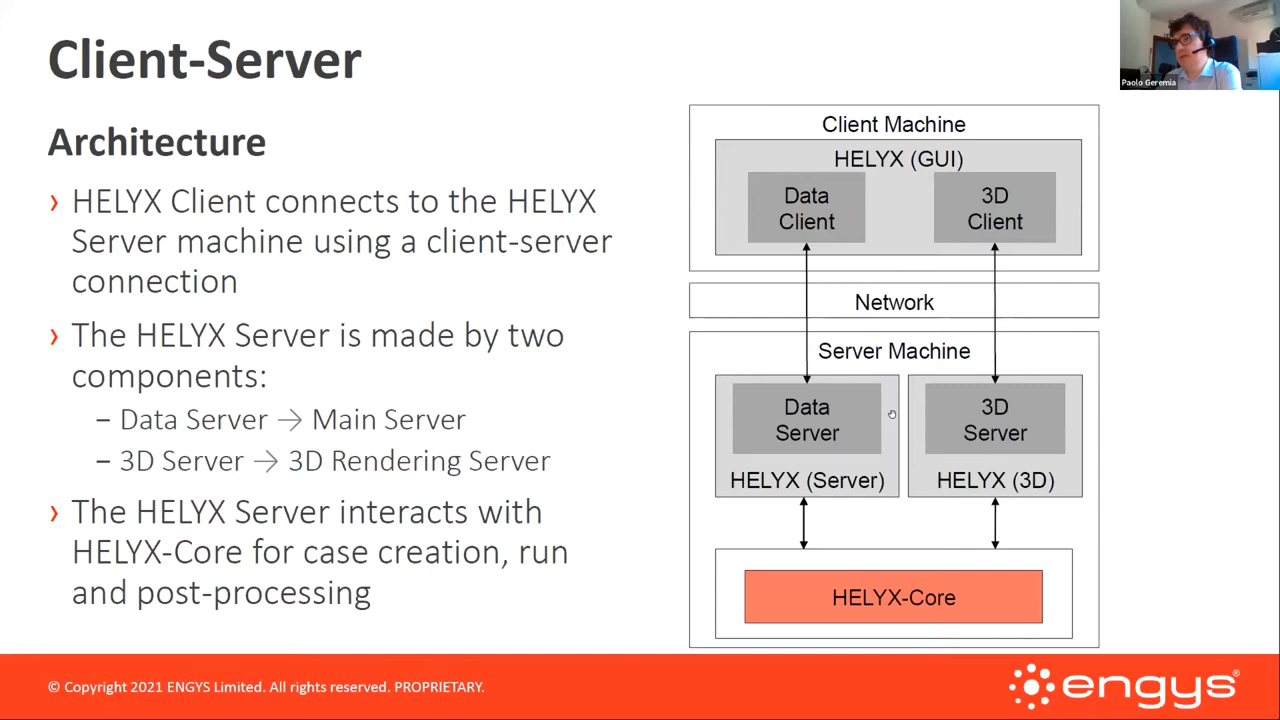 Client-Server
Paolo Geremia
Architecture
› HELYX Client connects to the HELYX
Server machine using a client-server
connection
› The HELYX Server is made by two
components:
– Data Server → Main Server
– 3D Server → 3D Rendering Server
› The HELYX Server interacts with
HELYX-Core for case creation, run
and post-processing
Client Machine
HELYX (GUI)
Data
Client
3D
Client
Network
Server Machine
Data
Server
HELYX (Server)
3D
Server
HELYX (3D)
HELYX-Core
© Copyright 2021 ENGYS Limited. All rights reserved. PROPRIETARY.
engys®